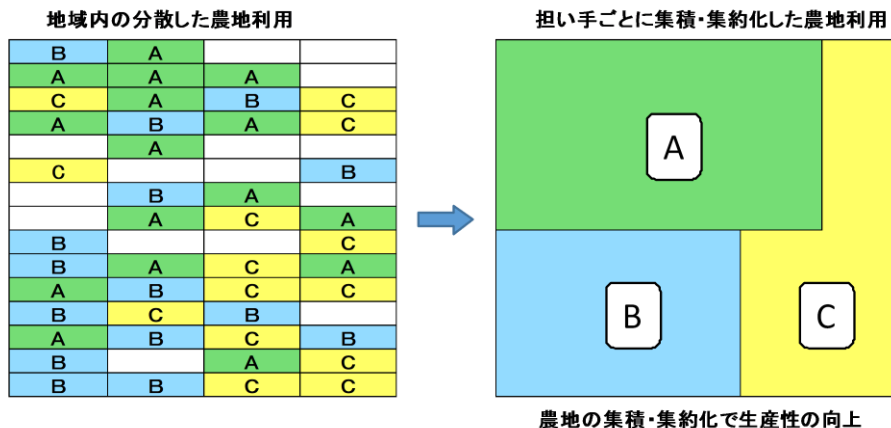 地域内の分散した農地利用
B A
A A A
C A B C
A B A C
A
C B
B A
A C A
B C
B A C A
A B C C
B C B
A B C B
B A C
B B C C
担い手ごとに集積・集約化した農地利用
A
B C
農地の集積・集約化で生産性の向上